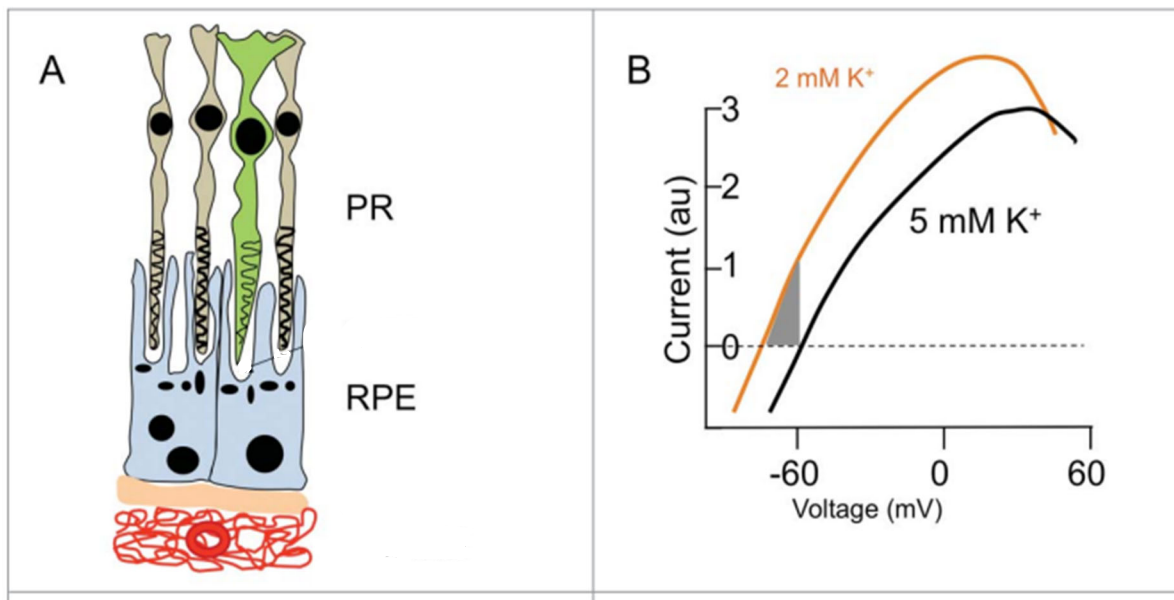 A
PR
RPE
B
2 mM K⁺
5 mM K⁺
Current (au)
3
2
1
0
-60
0
60
Voltage (mV)